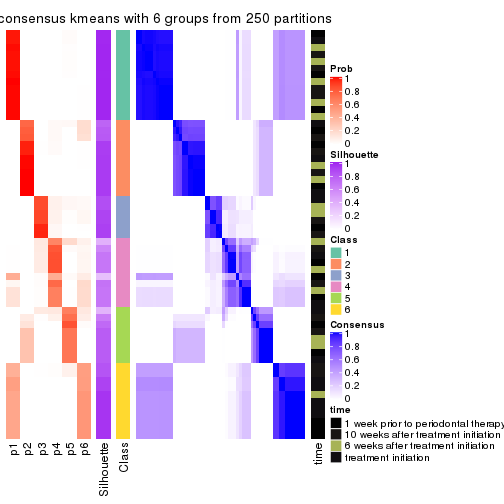 consensus kmeans with 6 groups from 250 partitions
Prob
1
0.8
0.6
0.4
0.2
0
Silhouette
1
0.8
0.6
0.4
0.2
0
Class
1
2
3
4
5
6
Consensus
1
0.8
0.6
0.4
0.2
0
time
1 week prior to periodontal therapy
10 weeks after treatment initiation
6 weeks after treatment initiation
treatment initiation
p1
p2
p3
p4
p5
p6
Silhouette
Class
time